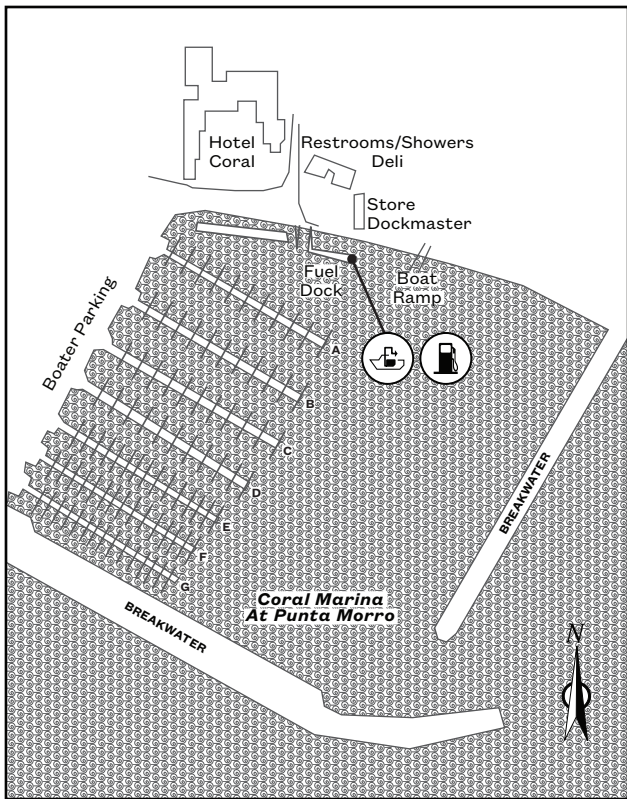 Hotel
Coral
Restrooms/Showers
Deli
Store
Dockmaster
Fuel
Dock
Boat
Ramp
Boater Parking
A
B
C
D
E
F
G
BREAKWATER
BREAKWATER
Coral Marina
At Punta Morro
N